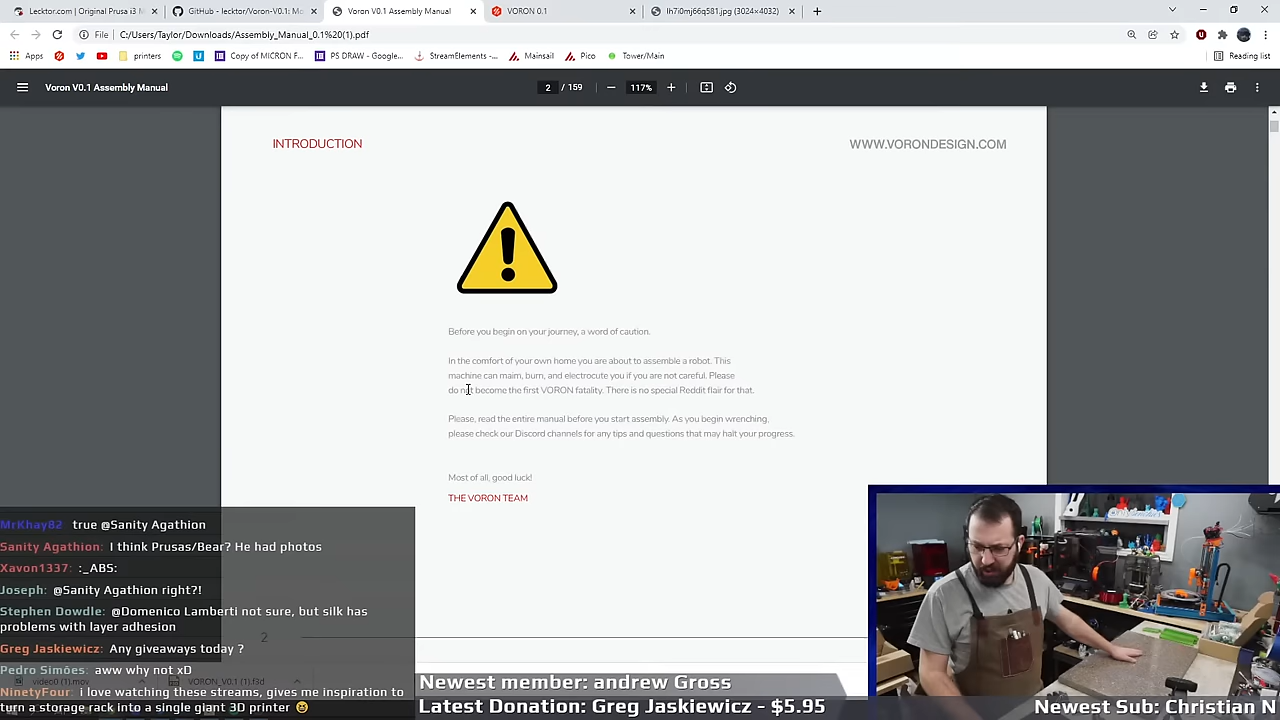 Lecktor.com | Original Prusa i3 M
GitHub - lecktor/Voron-V0.1: Mo
Voron V0.1 Assembly Manual
VORON 0.1
lh7i0mj66q581.jpg (3024×4032)
File
C:/Users/Taylor/Downloads/Assembly_Manual_0.1%20(1).pdf
Apps
printers
Copy of MICRON F...
PS DRAW - Google...
StreamElements -...
Mainsail
Pico
Tower/Main
Reading list
Voron V0.1 Assembly Manual
2 / 159
117%
INTRODUCTION
WWW.VORONDESIGN.COM
Before you begin on your journey, a word of caution.
In the comfort of your own home you are about to assemble a robot. This
machine can maim, burn, and electrocute you if you are not careful. Please
do not become the first VORON fatality. There is no special Reddit flair for that.
Please, read the entire manual before you start assembly. As you begin wrenching,
please check our Discord channels for any tips and questions that may halt your progress.
Most of all, good luck!
THE VORON TEAM
2
MrKhay82 true @Sanity Agathion
Sanity Agathion: I think Prusas/Bear? He had photos
Xavon1337: :_ABS:
Joseph: @Sanity Agathion right?!
Stephen Dowdle: @Domenico Lamberti not sure, but silk has
problems with layer adhesion
Greg Jaskiewicz: Any giveaways today ?
Pedro Simões: aww why not xD
NinetyFour: i love watching these streams, gives me inspiration to
turn a storage rack into a single giant 3D printer
video0 (1).mov
VORON_V0.1 (1).f3d
Newest member: andrew Gross
Latest Donation: Greg Jaskiewicz - $5.95
Newest Sub: Christian N